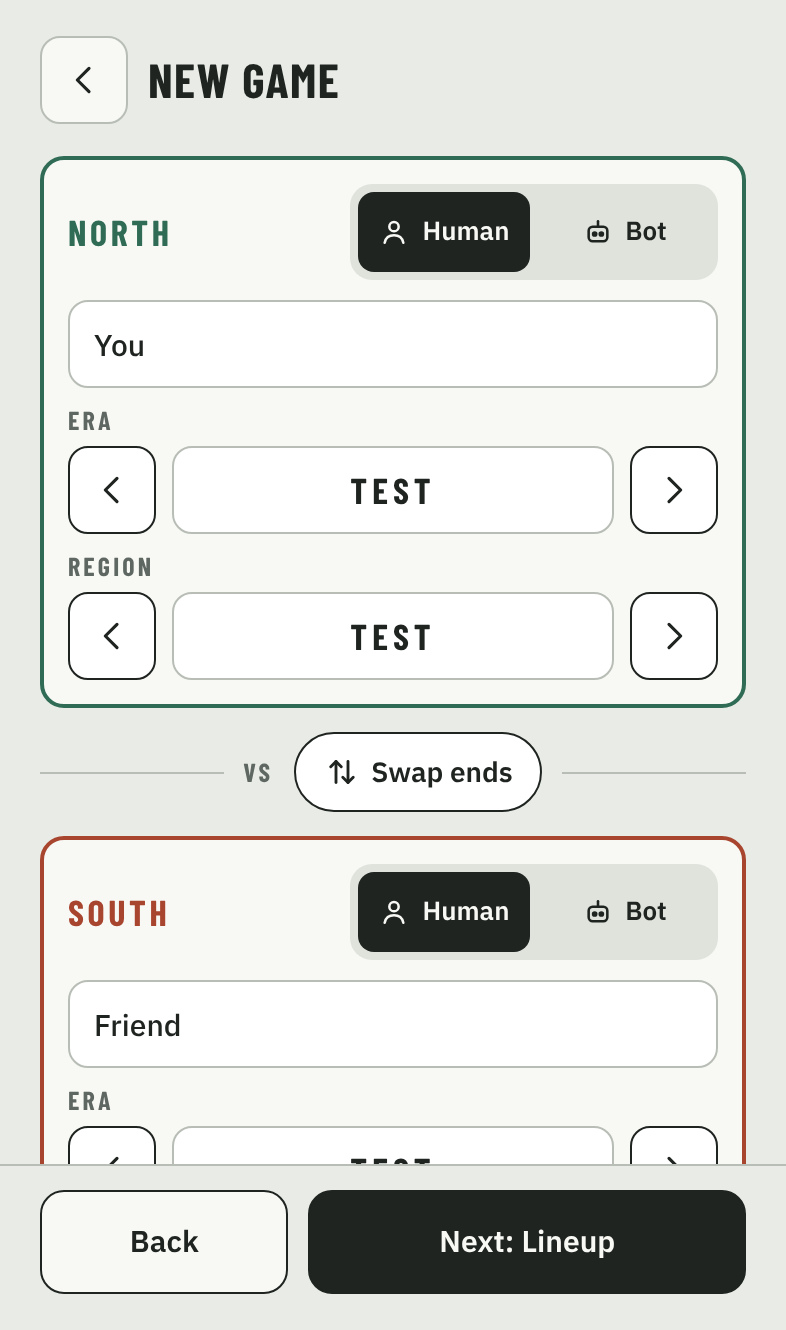 NEW GAME
NORTH
Human
Bot
You
ERA
TEST
REGION
TEST
VS
Swap ends
SOUTH
Human
Bot
Friend
ERA
TEST
Back
Next: Lineup